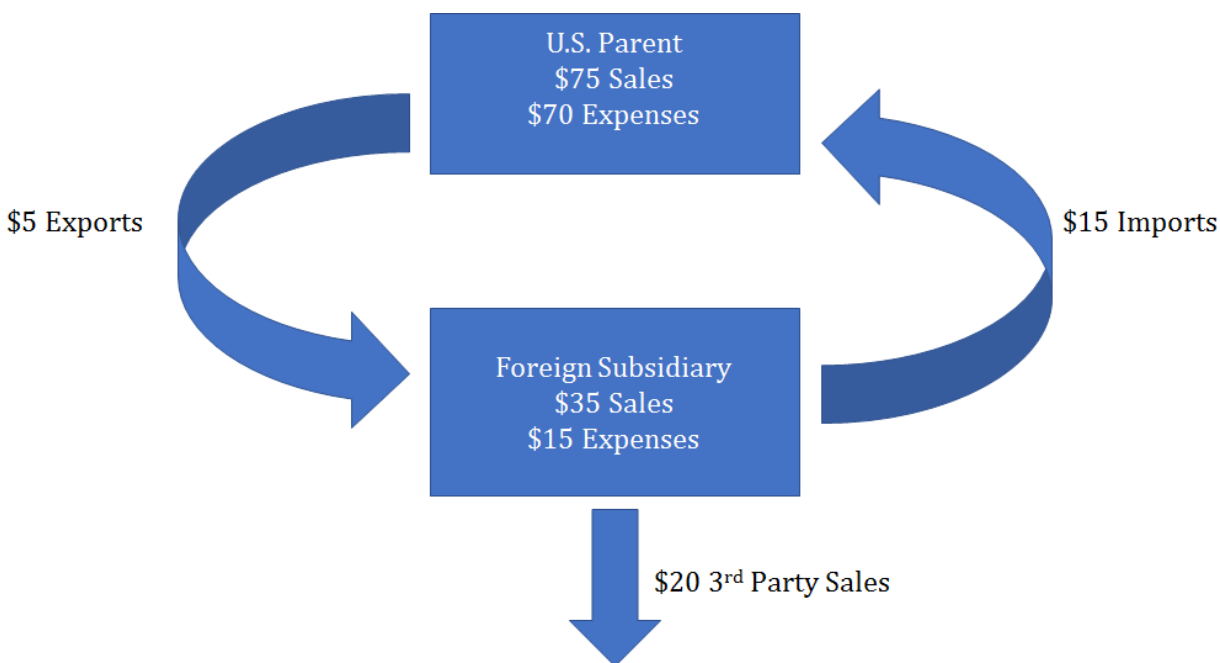 U.S. Parent
$75 Sales
$70 Expenses
$5 Exports
$15 Imports
Foreign Subsidiary
$35 Sales
$15 Expenses
$20 3rd Party Sales